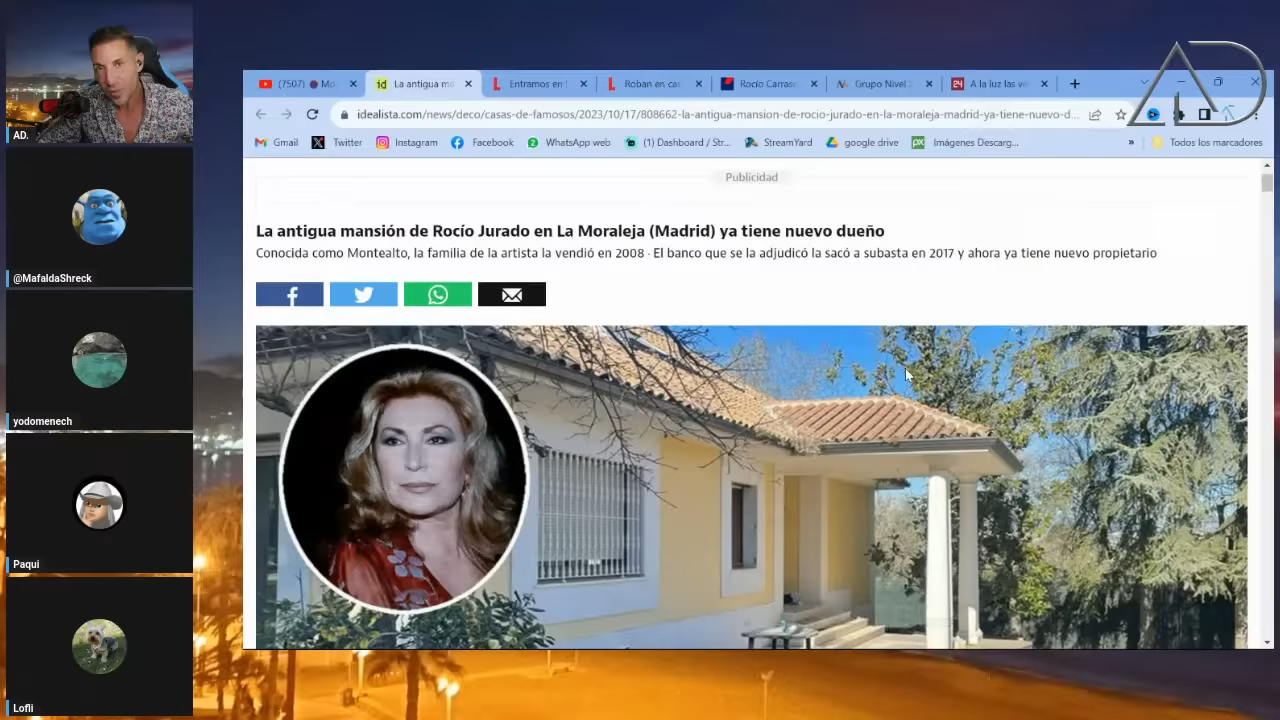 AD.
@MafaldaShreck
yodomenech
Paqui
Lofli
AD
(7507)
La antigua m
Entramos en
Roban en cas
Rocío Carras
Grupo Nivel
A la luz las ve
idealista.com/news/deco/casas-de-famosos/2023/10/17/808662-la-antigua-mansion-de-rocio-jurado-en-la-moraleja-madrid-ya-tiene-nuevo-d...
Gmail
Twitter
Instagram
Facebook
WhatsApp web
(1) Dashboard / Str...
StreamYard
google drive
Imágenes Descarg...
»
Todos los marcadores
Publicidad
La antigua mansión de Rocío Jurado en La Moraleja (Madrid) ya tiene nuevo dueño
Conocida como Montealto, la familia de la artista la vendió en 2008 · El banco que se la adjudicó la sacó a subasta en 2017 y ahora ya tiene nuevo propietario